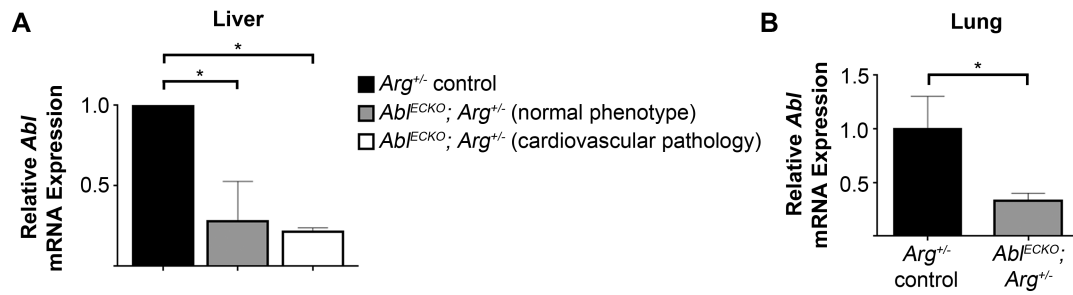 A
Liver
*
*
Relative Abl
mRNA Expression
1.0
0.5
Arg+/- control
AblECKO; Arg+/- (normal phenotype)
AblECKO; Arg+/- (cardiovascular pathology)
B
Lung
*
Relative Abl
mRNA Expression
1.5
1.0
0.5
Arg+/-
control
AblECKO;
Arg+/-